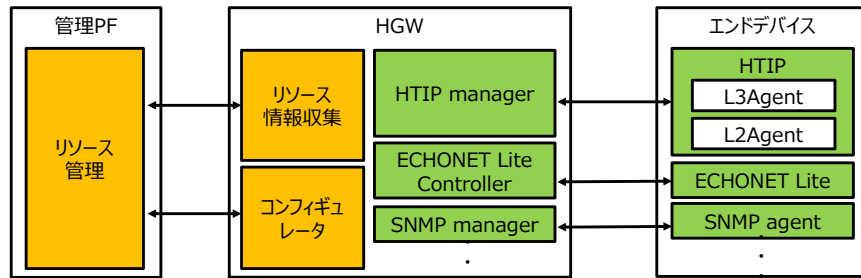 管理PF
リソース
管理
HGW
リソース
情報収集
コンフィギュ
レータ
HTIP manager
ECHONET Lite
Controller
SNMP manager
エンドデバイス
HTIP
L3Agent
L2Agent
ECHONET Lite
SNMP agent